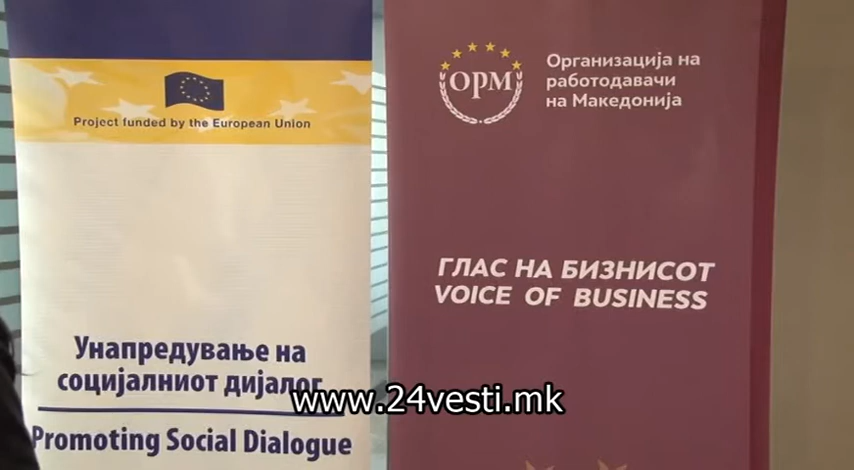 Project funded by the European Union
Унапредување на
социјалниот дијалог
Promoting Social Dialogue
ОРМ
Организација на
работодавачи
на Македонија
ГЛАС НА БИЗНИСОТ
VOICE OF BUSINESS
www.24vesti.mk